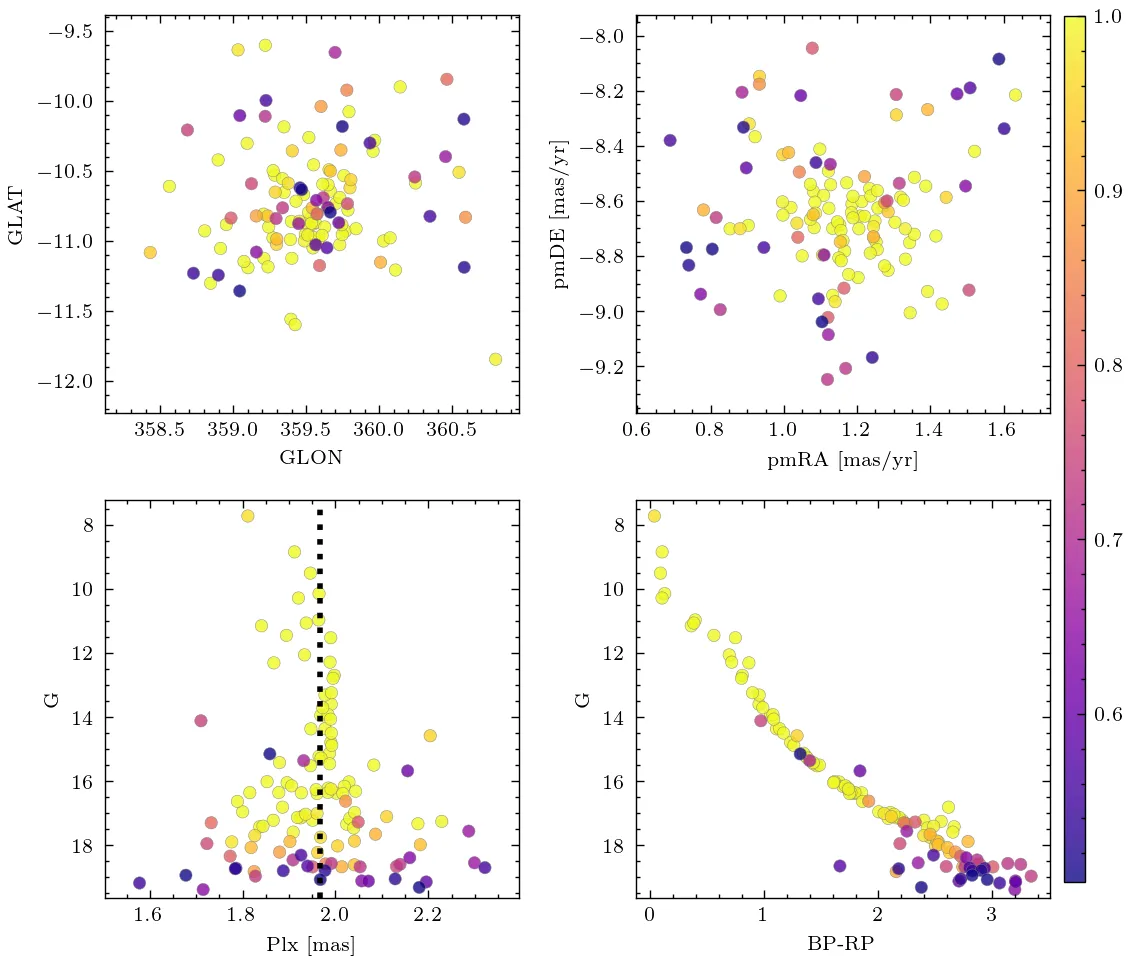 −9.5
−10.0
−10.5
−11.0
−11.5
−12.0
GLAT
358.5 359.0 359.5 360.0 360.5
GLON
−8.0
−8.2
−8.4
−8.6
−8.8
−9.0
−9.2
pmDE [mas/yr]
0.6 0.8 1.0 1.2 1.4 1.6
pmRA [mas/yr]
1.0
0.9
0.8
0.7
0.6
8
10
12
14
16
18
G
1.6 1.8 2.0 2.2
Plx [mas]
8
10
12
14
16
18
G
0 1 2 3
BP-RP